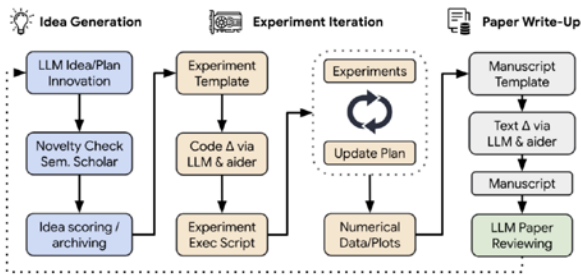 Idea Generation
Experiment Iteration
Paper Write-Up
LLM Idea/Plan
Innovation
Novelty Check
Sem. Scholar
Idea scoring /
archiving
Experiment
Template
Code Δ via
LLM & aider
Experiment
Exec Script
Experiments
Update Plan
Numerical
Data/Plots
Manuscript
Template
Text Δ via
LLM & aider
Manuscript
LLM Paper
Reviewing